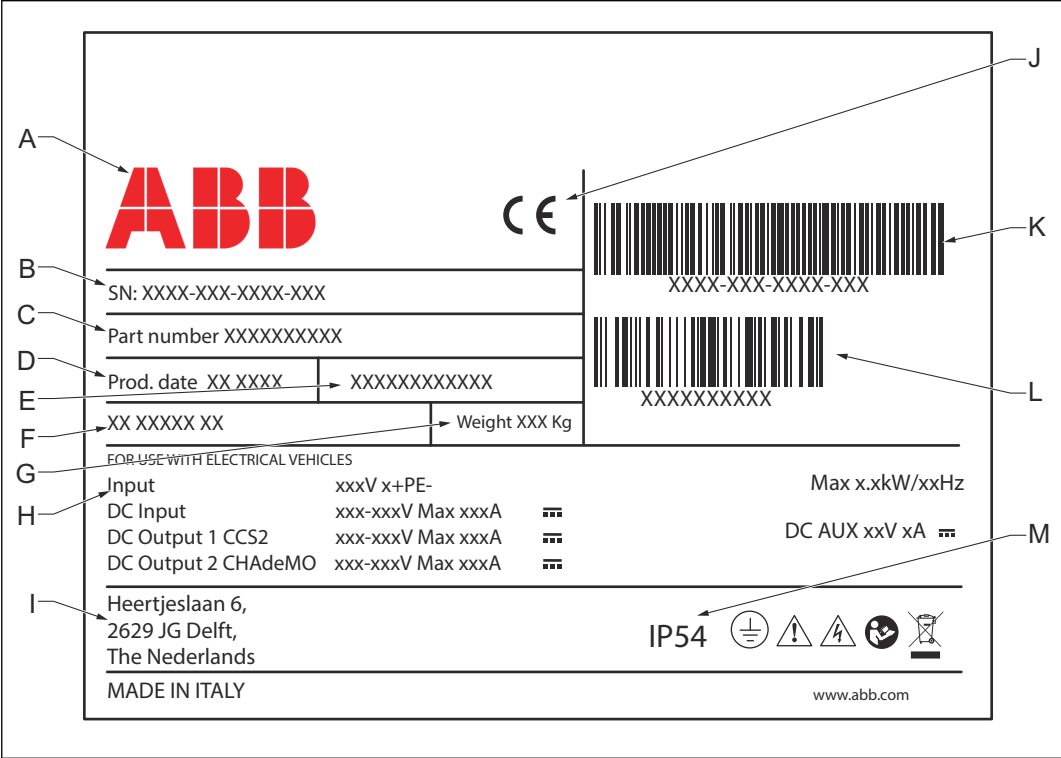 J
A
ABB
CE
K
XXXX-XXX-XXXX-XXX
B
SN: XXXX-XXX-XXXX-XXX
C
Part number XXXXXXXXXX
D
Prod. date XX XXXX
E
XXXXXXXXXXXX
L
XXXXXXXXXX
F
XX XXXXX XX
G
Weight XXX Kg
FOR USE WITH ELECTRICAL VEHICLES
H
Input xxxV x+PE- Max x.xkW/xxHz
DC Input xxx-xxxV Max xxxA
DC Output 1 CCS2 xxx-xxxV Max xxxA DC AUX xxV xA
DC Output 2 CHAdeMO xxx-xxxV Max xxxA
M
I
Heertjeslaan 6,
2629 JG Delft,
The Nederlands
IP54
MADE IN ITALY
www.abb.com